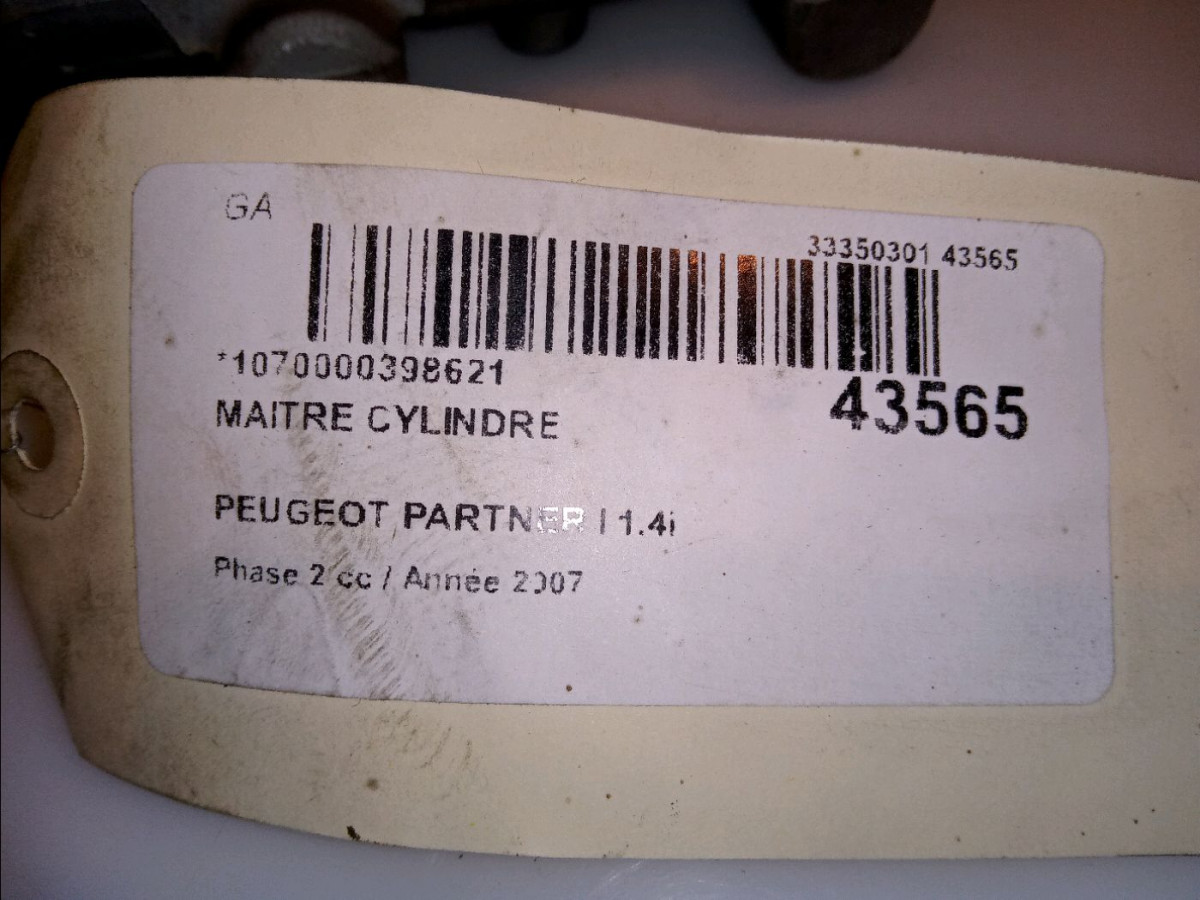 GA
33350301 43565
*1070000398621
43565
MAITRE CYLINDRE
PEUGEOT PARTNER I 1.4i
Phase 2 cc / Année 2007